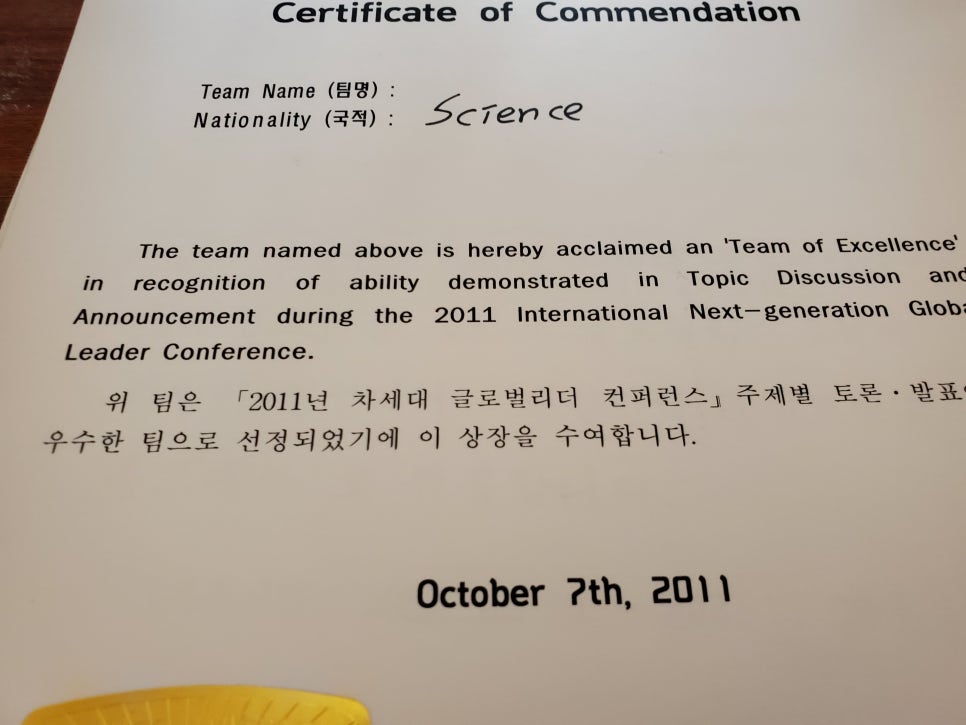 Certificate of Commendation
Team Name (팀명) :
Nationality (국적) : Science
The team named above is hereby acclaimed an 'Team of Excellence'
in recognition of ability demonstrated in Topic Discussion and
Announcement during the 2011 International Next-generation
Leader Conference.
위 팀은 「2011년 차세대 글로벌리더 컨퍼런스」 주제별 토론·발표
우수한 팀으로 선정되었기에 이 상장을 수여합니다.
October 7th, 2011